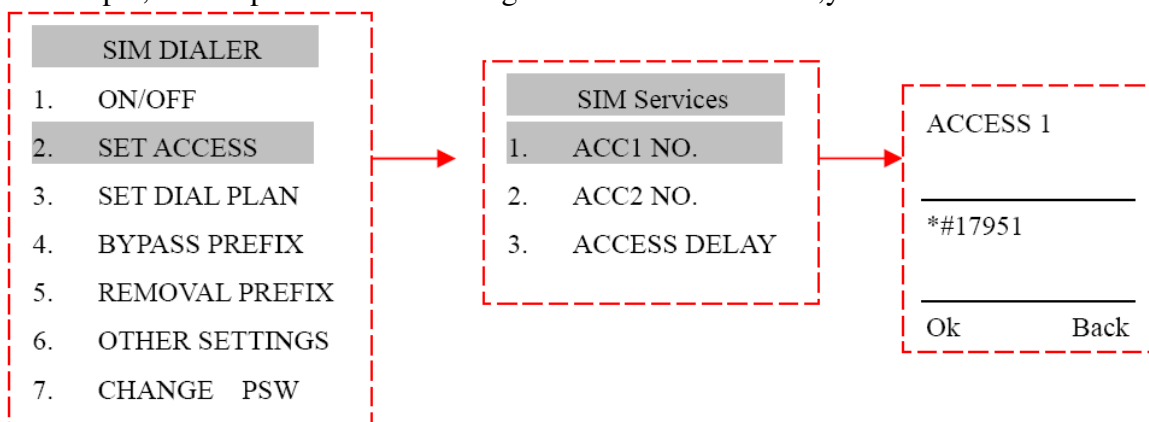 SIM DIALER
1. ON/OFF
2. SET ACCESS
3. SET DIAL PLAN
4. BYPASS PREFIX
5. REMOVAL PREFIX
6. OTHER SETTINGS
7. CHANGE PSW
SIM Services
1. ACC1 NO.
2. ACC2 NO.
3. ACCESS DELAY
ACCESS 1
*#17951
Ok Back